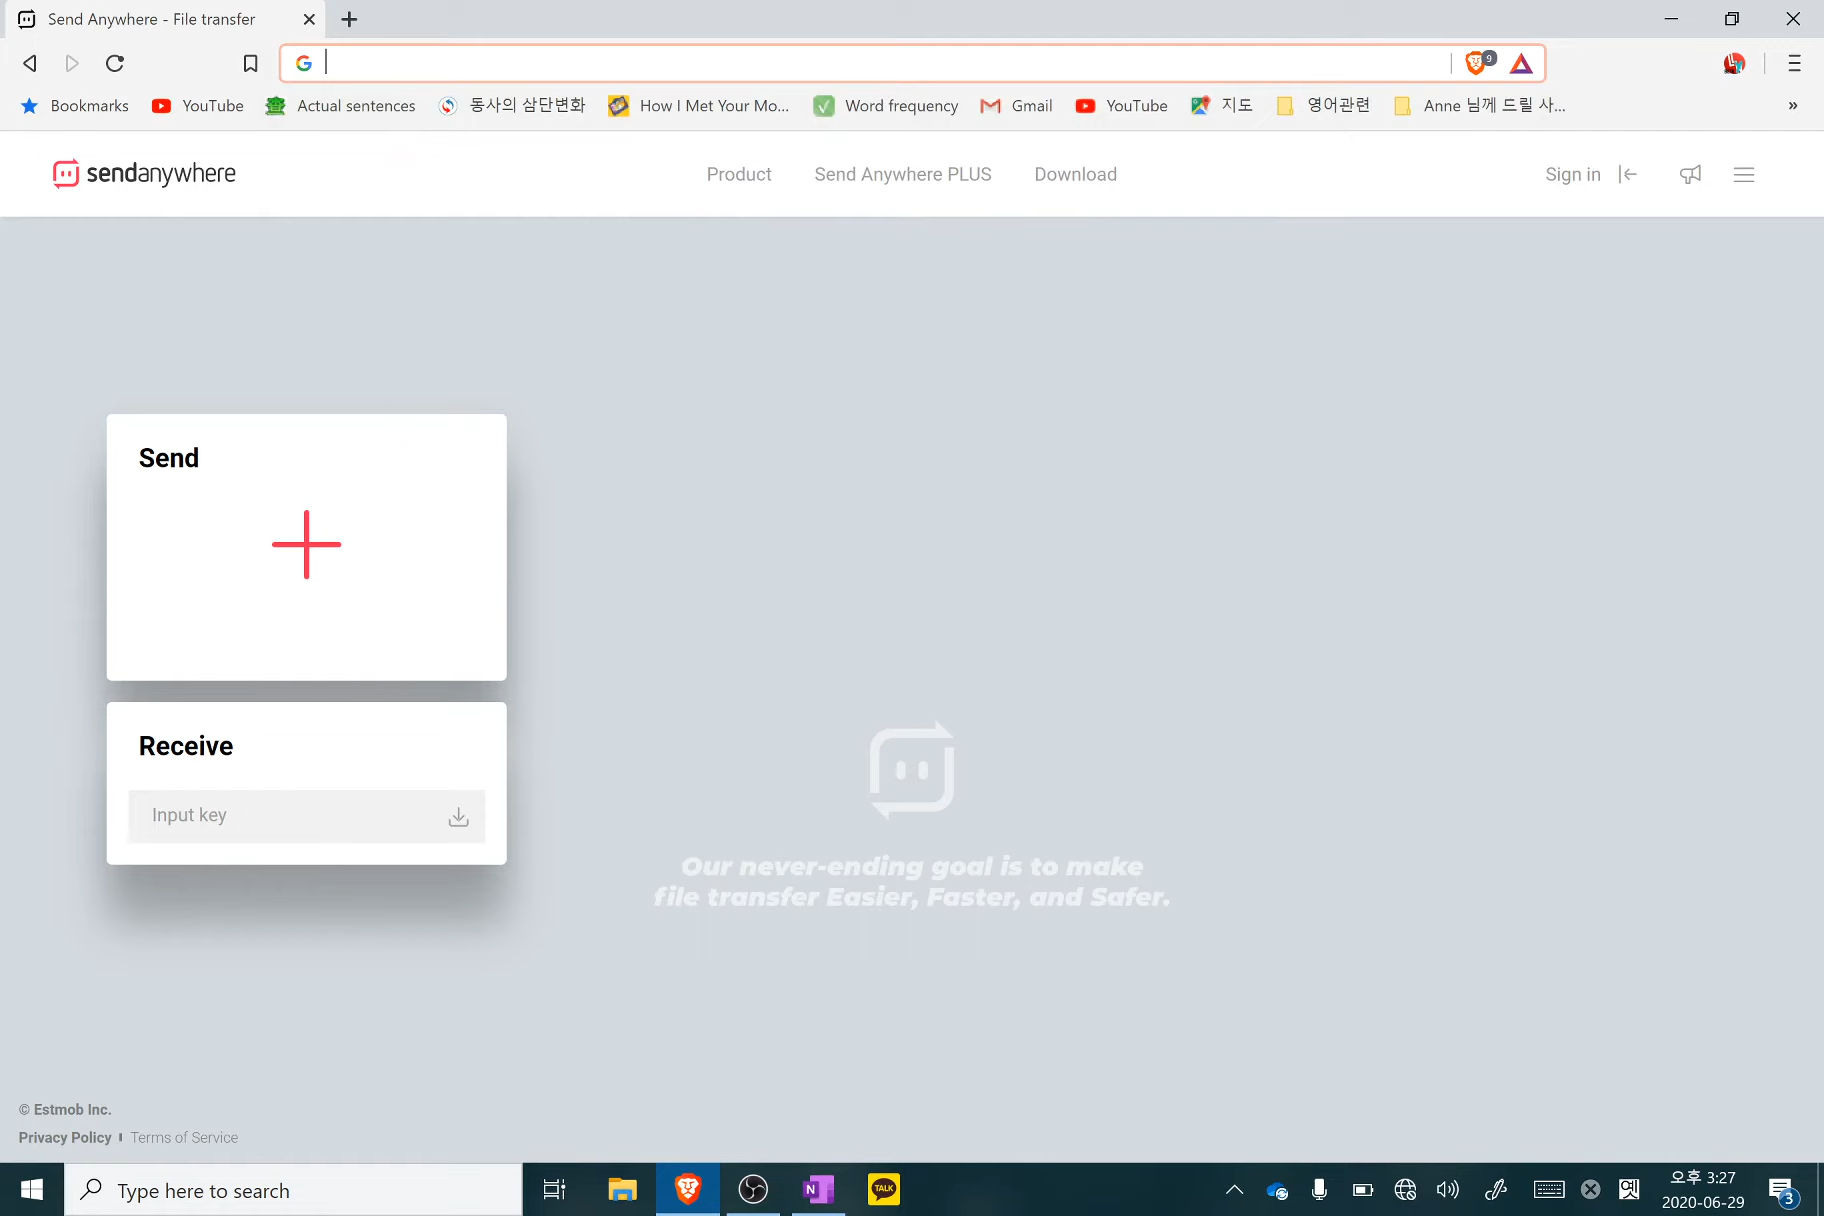 Send Anywhere - File transfer
9
Bookmarks YouTube Actual sentences 동사의 삼단변화 How I Met Your Mo... Word frequency Gmail YouTube 지도 영어관련 Anne 님께 드릴 사... »
sendanywhere Product Send Anywhere PLUS Download Sign in
Send
Receive
Input key
Our never-ending goal is to make
file transfer Easier, Faster, and Safer.
© Estmob Inc.
Privacy Policy Terms of Service
Type here to search N TALK 오후 3:27
2020-06-29 3